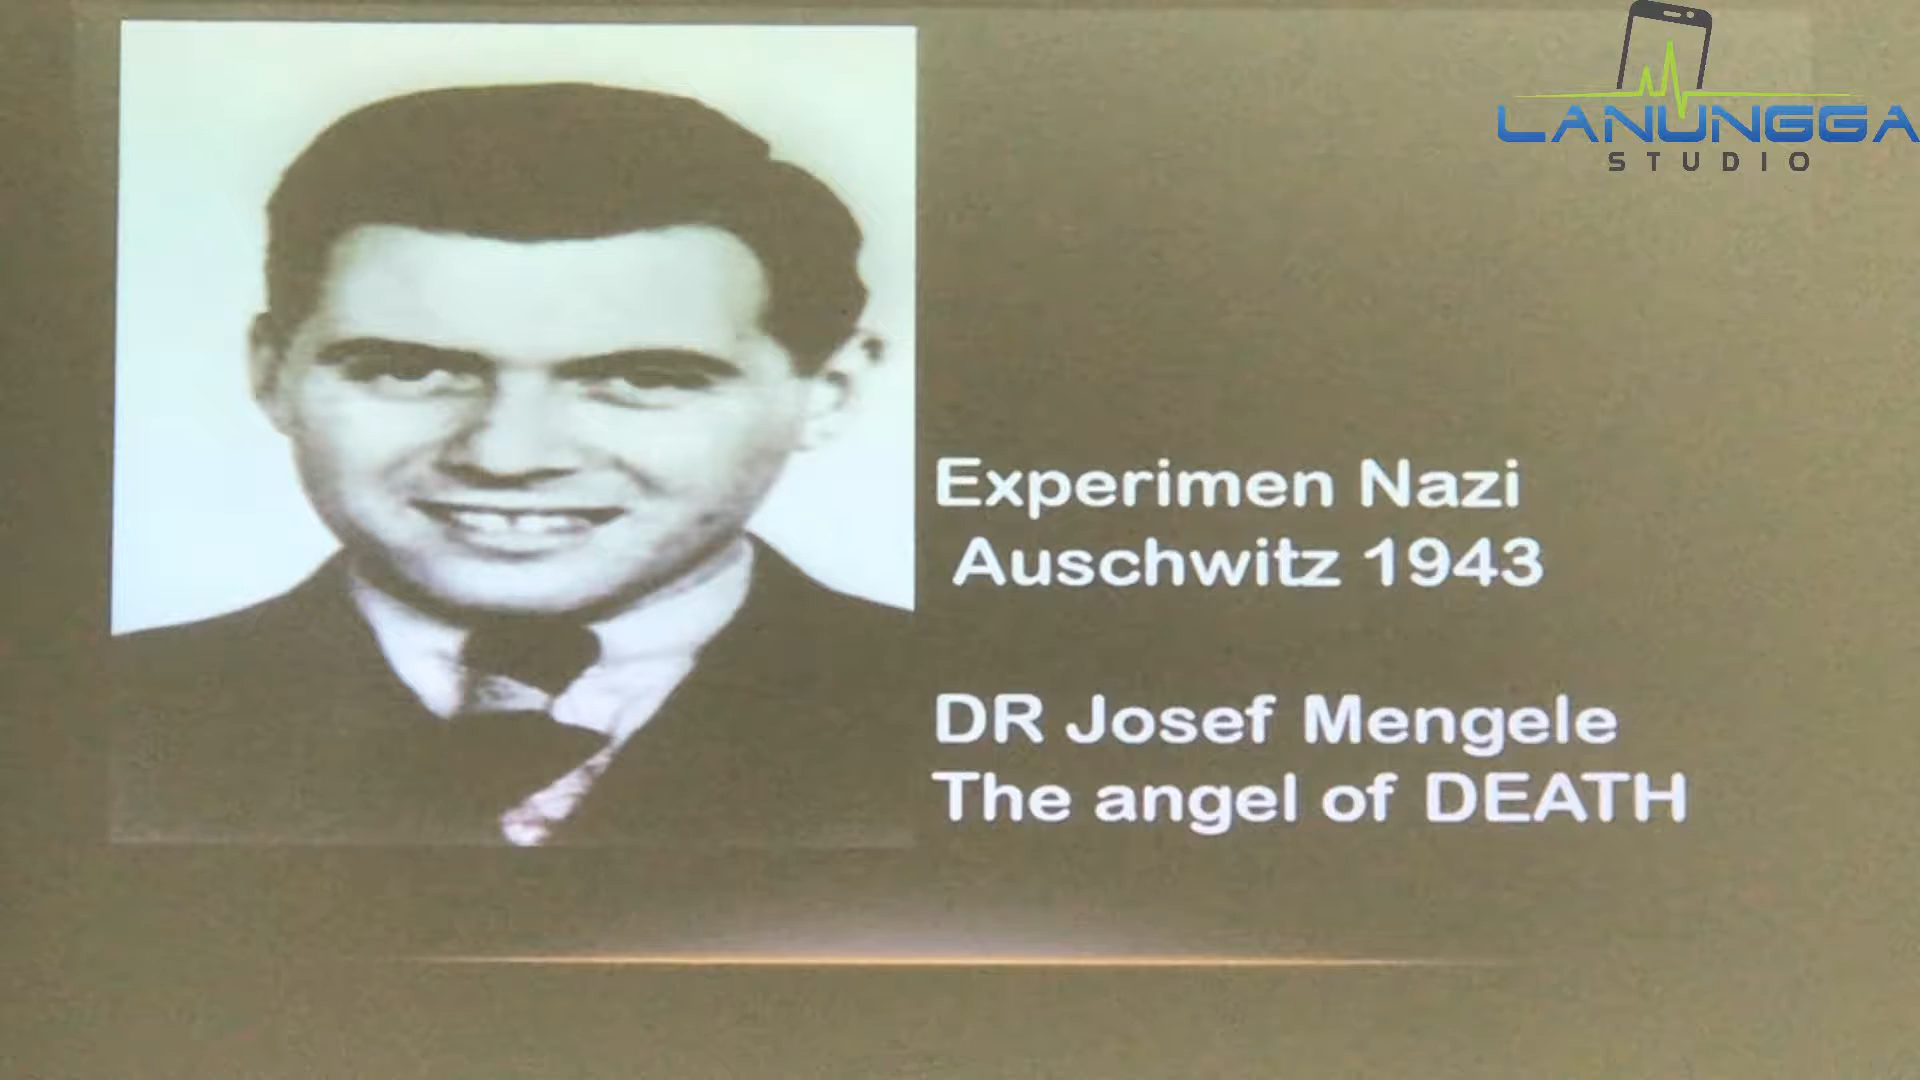 LANUNGGA
STUDIO
Experimen Nazi
Auschwitz 1943
DR Josef Mengele
The angel of DEATH